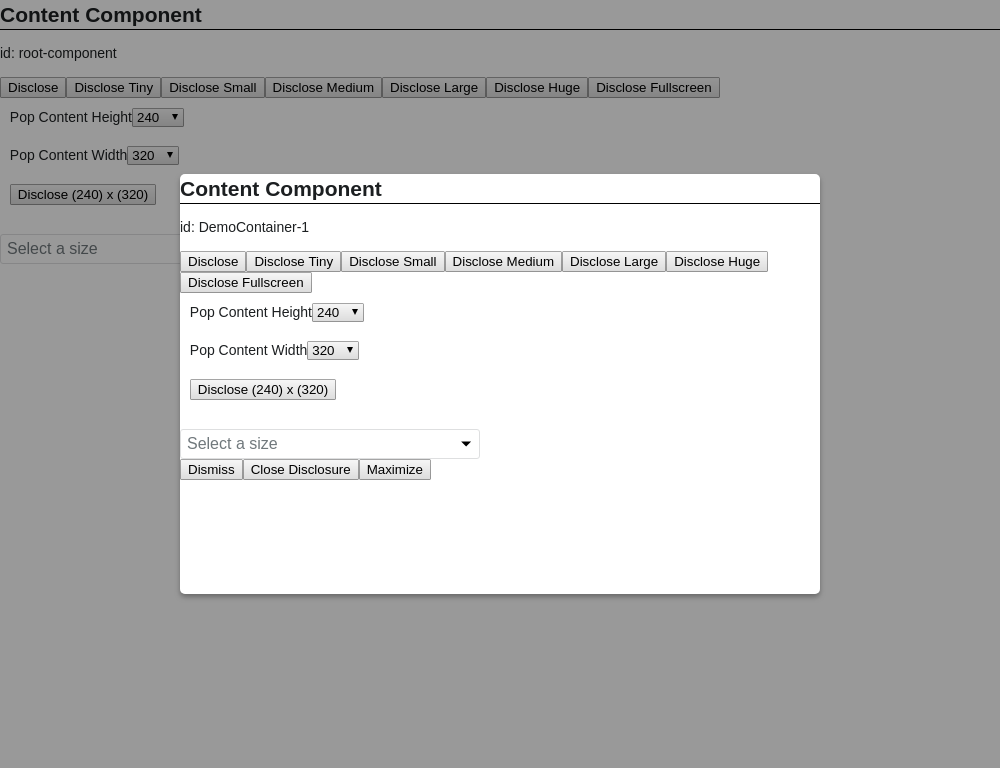 Content Component
id: root-component
Disclose Disclose Tiny Disclose Small Disclose Medium Disclose Large Disclose Huge Disclose Fullscreen
Pop Content Height 240
Pop Content Width 320
Disclose (240) x (320)
Select a size
Content Component
id: DemoContainer-1
Disclose Disclose Tiny Disclose Small Disclose Medium Disclose Large Disclose Huge
Disclose Fullscreen
Pop Content Height 240
Pop Content Width 320
Disclose (240) x (320)
Select a size
Dismiss Close Disclosure Maximize